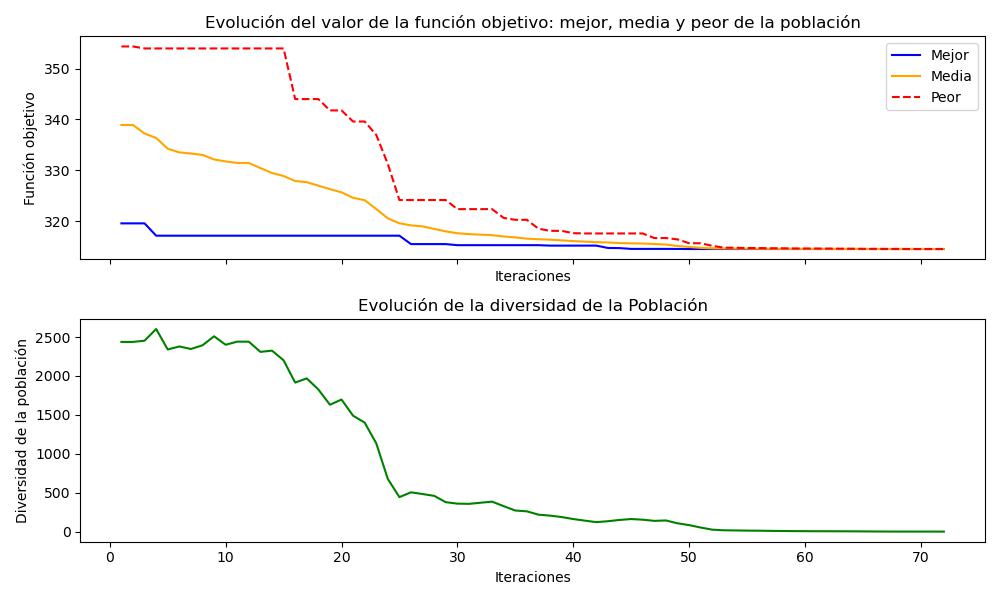 Evolución del valor de la función objetivo: mejor, media y peor de la población
Función objetivo
350
340
330
320
Mejor
Media
Peor
Iteraciones
Evolución de la diversidad de la Población
Diversidad de la población
2500
2000
1500
1000
500
0
0 10 20 30 40 50 60 70
Iteraciones